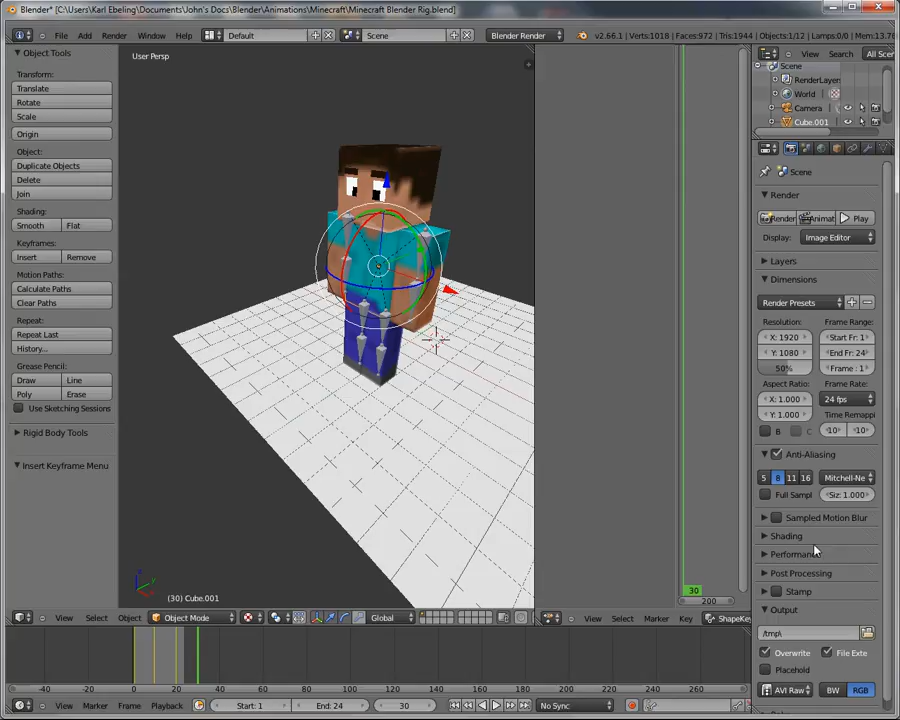 Blender* [C:\Users\Karl Ebeling\Documents\John's Docs\Blender\Animations\Minecraft\Minecraft Blender Rig.blend]
File Add Render Window Help Default Scene Blender Render v2.66.1 | Verts:1018 | Faces:972 | Tris:1944 | Objects:1/12 | Lamps:0/0 | Mem:13.76
Object Tools
Transform:
Translate
Rotate
Scale
Origin
Object:
Duplicate Objects
Delete
Join
Shading:
Smooth Flat
Keyframes:
Insert Remove
Motion Paths:
Calculate Paths
Clear Paths
Repeat:
Repeat Last
History...
Grease Pencil:
Draw Line
Poly Erase
Use Sketching Sessions
Rigid Body Tools
Insert Keyframe Menu
User Persp
(30) Cube.001
View Select Object Object Mode Global
30
200
View Select Marker Key ShapeKey
View Search All Scen
Scene
RenderLayers
World
Camera
Cube.001
Scene
Render
Render Animat Play
Display: Image Editor
Layers
Dimensions
Render Presets
Resolution: Frame Range:
X: 1920 Start Fr: 1
Y: 1080 End Fr: 24
50% Frame : 1
Aspect Ratio: Frame Rate:
X: 1.000 24 fps
Y: 1.000 Time Remappi
B C 10 10
Anti-Aliasing
5 8 11 16 Mitchell-Ne
Full Sampl Siz: 1.000
Sampled Motion Blur
Shading
Performance
Post Processing
Stamp
Output
/tmp\
Overwrite File Exte
Placehold
AVI Raw BW RGB
-40 -20 0 20 40 60 80 100 120 140 160 180 200 220 240 260
View Marker Frame Playback Start: 1 End: 24 30 No Sync